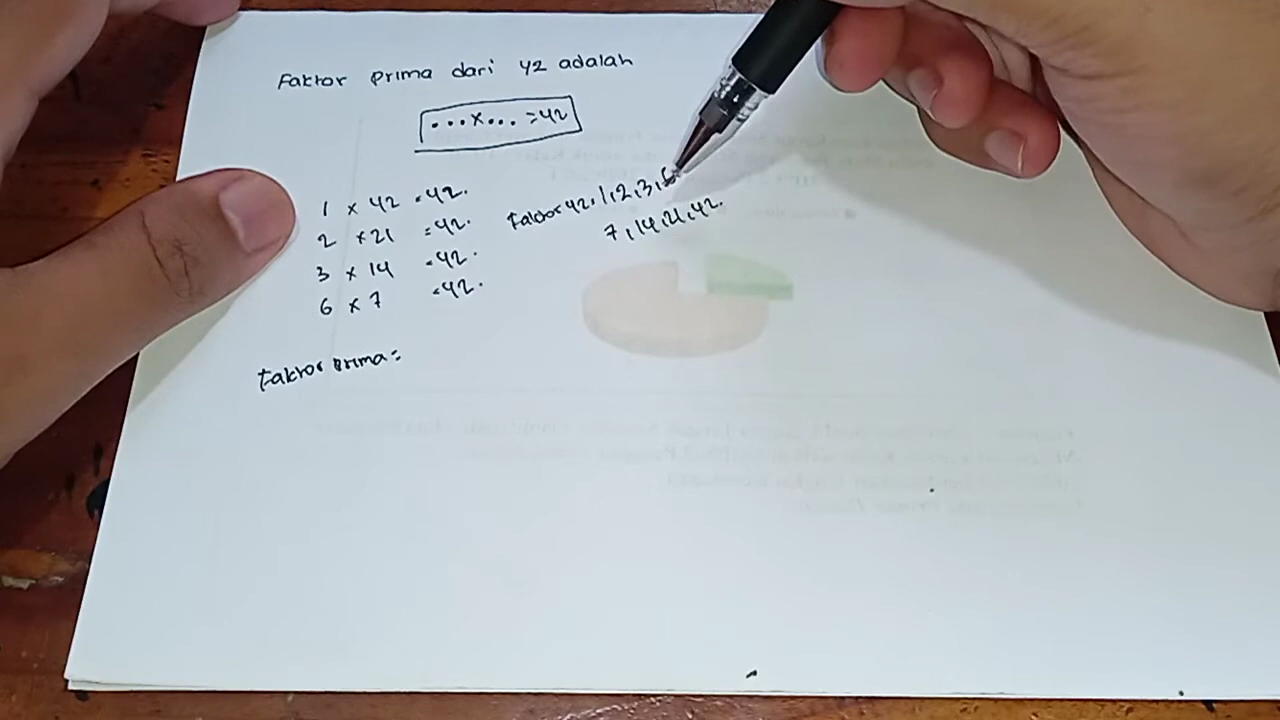 Faktor prima dari 42 adalah
...x... =42
1 x 42 =42.
2 x 21 =42.
3 x 14 =42.
6 x 7 =42.
Faktor 42: 1,2,3,6
7,14,21,42.
Faktor prima: